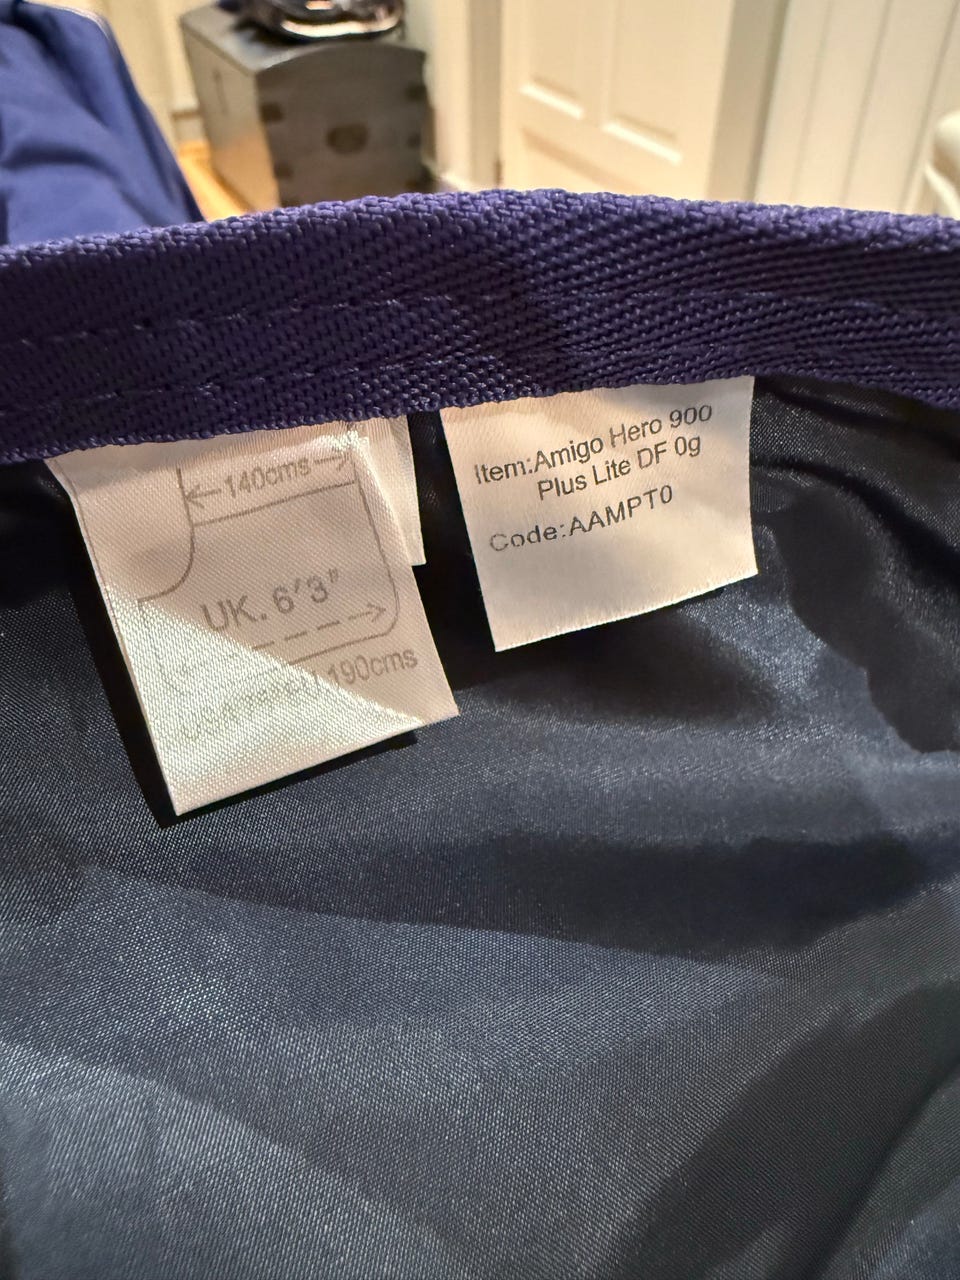 140cms
UK. 6'3"
190cms
Item:Amigo Hero 900
Plus Lite DF 0g
Code:AAMPT0